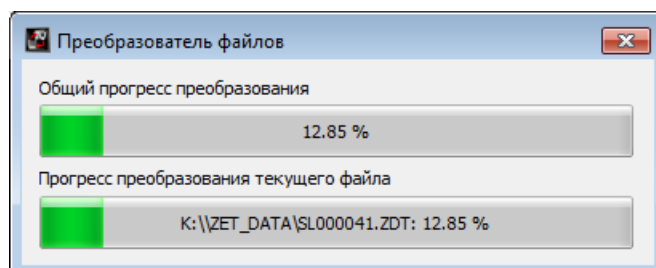 Преобразователь файлов
Общий прогресс преобразования
12.85 %
Прогресс преобразования текущего файла
K:\\ZET_DATA\SL000041.ZDT: 12.85 %